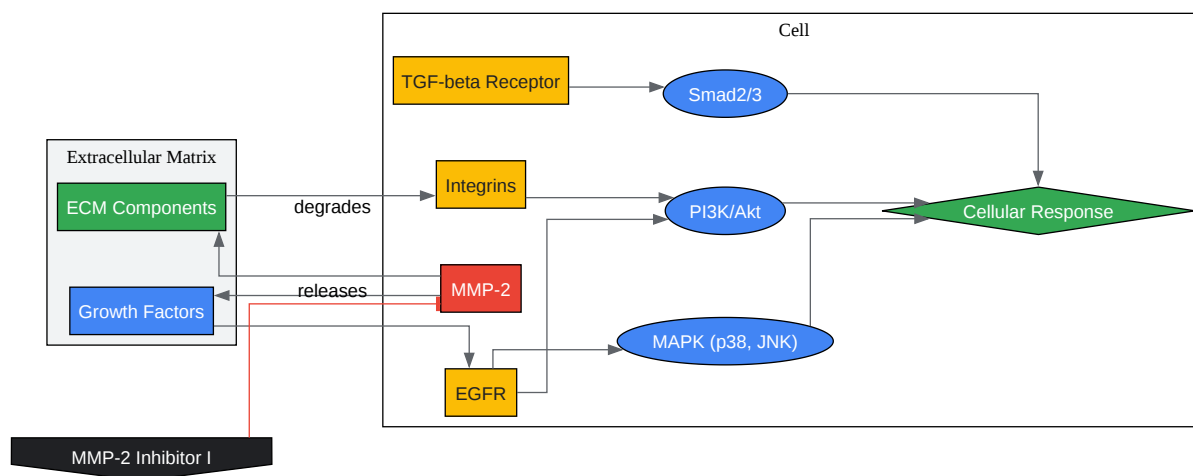 Cell
TGF-beta Receptor
Smad2/3
Extracellular Matrix
ECM Components
degrades
Integrins
PI3K/Akt
Cellular Response
MMP-2
releases
Growth Factors
MAPK (p38, JNK)
EGFR
MMP-2 Inhibitor I